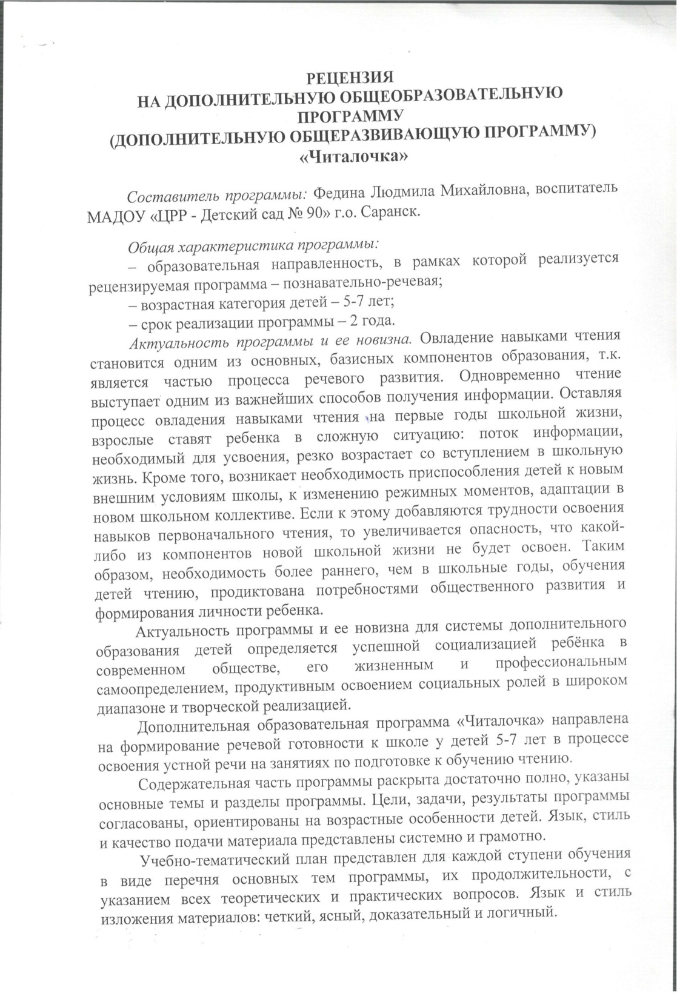 РЕЦЕНЗИЯ
НА ДОПОЛНИТЕЛЬНУЮ ОБЩЕОБРАЗОВАТЕЛЬНУЮ
ПРОГРАММУ
(ДОПОЛНИТЕЛЬНУЮ ОБЩЕРАЗВИВАЮЩУЮ ПРОГРАММУ)
«Читалочка»
Составитель программы: Федина Людмила Михайловна, воспитатель
МАДОУ «ЦРР - Детский сад № 90» г.о. Саранск.
Общая характеристика программы:
– образовательная направленность, в рамках которой реализуется
рецензируемая программа – познавательно-речевая;
– возрастная категория детей – 5-7 лет;
– срок реализации программы – 2 года.
Актуальность программы и ее новизна. Овладение навыками чтения
становится одним из основных, базисных компонентов образования, т.к.
является частью процесса речевого развития. Одновременно чтение
выступает одним из важнейших способов получения информации. Оставляя
процесс овладения навыками чтения на первые годы школьной жизни,
взрослые ставят ребенка в сложную ситуацию: поток информации,
необходимый для усвоения, резко возрастает со вступлением в школьную
жизнь. Кроме того, возникает необходимость приспособления детей к новым
внешним условиям школы, к изменению режимных моментов, адаптации в
новом школьном коллективе. Если к этому добавляются трудности освоения
навыков первоначального чтения, то увеличивается опасность, что какой-
либо из компонентов новой школьной жизни не будет освоен. Таким
образом, необходимость более раннего, чем в школьные годы, обучения
детей чтению, продиктована потребностями общественного развития и
формирования личности ребенка.
Актуальность программы и ее новизна для системы дополнительного
образования детей определяется успешной социализацией ребёнка в
современном обществе, его жизненным и профессиональным
самоопределением, продуктивным освоением социальных ролей в широком
диапазоне и творческой реализацией.
Дополнительная образовательная программа «Читалочка» направлена
на формирование речевой готовности к школе у детей 5-7 лет в процессе
освоения устной речи на занятиях по подготовке к обучению чтению.
Содержательная часть программы раскрыта достаточно полно, указаны
основные темы и разделы программы. Цели, задачи, результаты программы
согласованы, ориентированы на возрастные особенности детей. Язык, стиль
и качество подачи материала представлены системно и грамотно.
Учебно-тематический план представлен для каждой ступени обучения
в виде перечня основных тем программы, их продолжительности, с
указанием всех теоретических и практических вопросов. Язык и стиль
изложения материалов: четкий, ясный, доказательный и логичный.